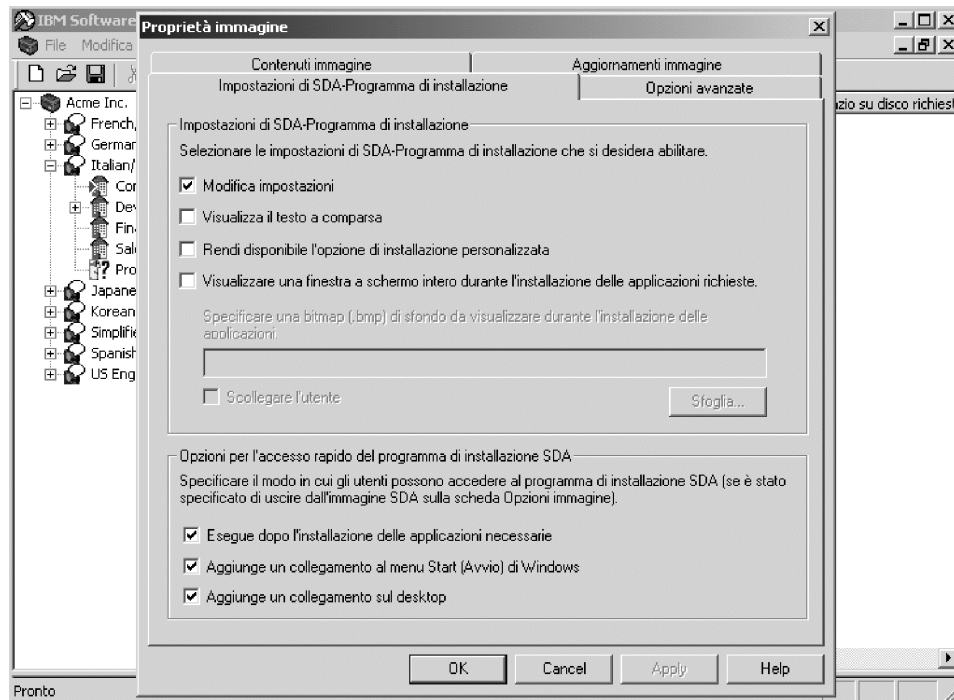 IBM Software
Proprietà immagine
File Modifica
Contenuti immagine
Aggiornamenti immagine
Impostazioni di SDA-Programma di installazione
Opzioni avanzate
Acme Inc.
French,
German
Italian/
Cor
Dev
Fin
Sale
Pro
Japane
Korean
Simplifie
Spanish
US Eng
zio su disco richiest
Impostazioni di SDA-Programma di installazione
Selezionare le impostazioni di SDA-Programma di installazione che si desidera abilitare.
Modifica impostazioni
Visualizza il testo a comparsa
Rendi disponibile l'opzione di installazione personalizzata
Visualizzare una finestra a schermo intero durante l'installazione delle applicazioni richieste.
Specificare una bitmap (.bmp) di sfondo da visualizzare durante l'installazione delle
applicazioni.
Scollegare l'utente
Sfoglia...
Opzioni per l'accesso rapido del programma di installazione SDA
Specificare il modo in cui gli utenti possono accedere al programma di installazione SDA (se è stato
specificato di uscire dall'immagine SDA sulla scheda Opzioni immagine).
Esegue dopo l'installazione delle applicazioni necessarie
Aggiunge un collegamento al menu Start (Avvio) di Windows
Aggiunge un collegamento sul desktop
OK
Cancel
Apply
Help
Pronto